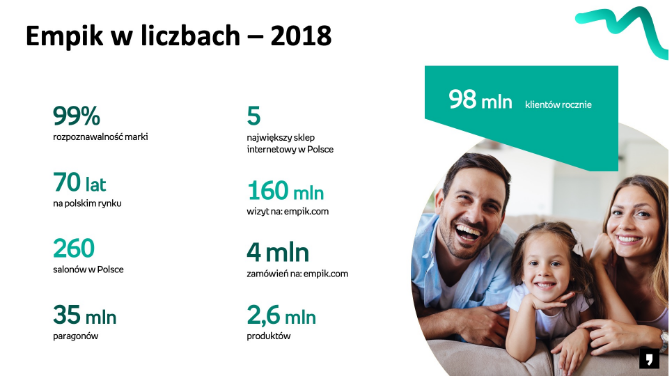 Empik w liczbach – 2018
99%
rozpoznawalność marki
70 lat
na polskim rynku
260
salonów w Polsce
35 mln
paragonów
5
największy sklep
internetowy w Polsce
160 mln
wizyt na: empik.com
4 mln
zamówień na: empik.com
2,6 mln
produktów
98 mln klientów rocznie